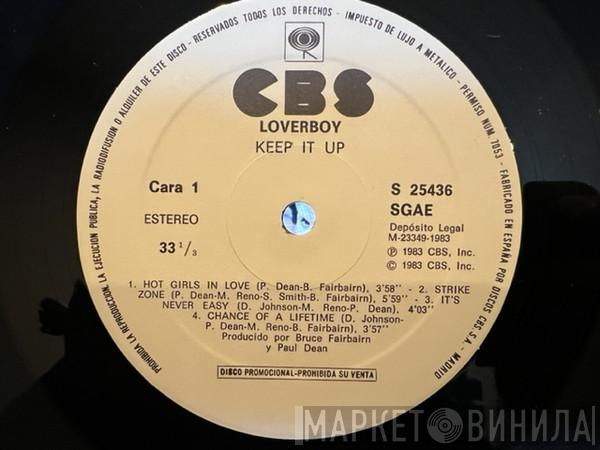 PROHIBIDA LA REPRODUCCION, LA EJECUCION PUBLICA, LA RADIODIFUSION O ALQUILER DE ESTE DISCO - RESERVADOS TODOS LOS DERECHOS - IMPUESTO DE LUJO A METALICO - PERMISO NUM. 7053 - FABRICADO EN ESPAÑA POR DISCOS CBS S.A. - MADRID
CBS
LOVERBOY
KEEP IT UP
Cara 1
S 25436
ESTEREO
SGAE
33 1/3
Depósito Legal
M-23349-1983
Ⓟ 1983 CBS, Inc.
© 1983 CBS, Inc.
1. HOT GIRLS IN LOVE (P. Dean-B. Fairbairn), 3'58" - 2. STRIKE
ZONE (P. Dean-M. Reno-S. Smith-B. Fairbairn), 5'59" - 3. IT'S
NEVER EASY (D. Johnson-M. Reno-P. Dean), 4'03"
4. CHANCE OF A LIFETIME (D. Johnson-
P. Dean-M. Reno-B. Fairbairn), 3'57"
Producido por Bruce Fairbairn
y Paul Dean
DISCO PROMOCIONAL-PROHIBIDA SU VENTA
МАРКЕТ ВИНИЛА